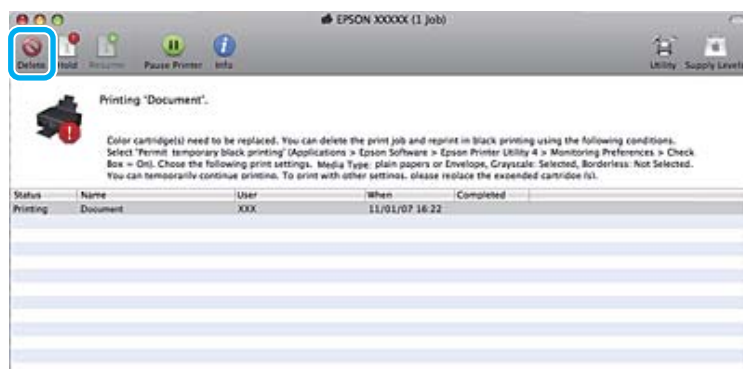 EPSON XXXXX (1 Job)
Delete Hold Resume Pause Printer Info Utility Supply Levels
Printing "Document".
Color cartridge(s) need to be replaced. You can delete the print job and reprint in black printing using the following conditions.
Select "Permit temporary black printing" (Applications > Epson Software > Epson Printer Utility 4 > Monitoring Preferences > Check
Box = On). Chose the following print settings. Media Type: plain papers or Envelope, Grayscale: Selected, Borderless: Not Selected.
You can temporarily continue printing. To print with other settings, please replace the expended cartridge (s).
Status Name User When Completed
Printing Document XXX 11/01/07 16:22